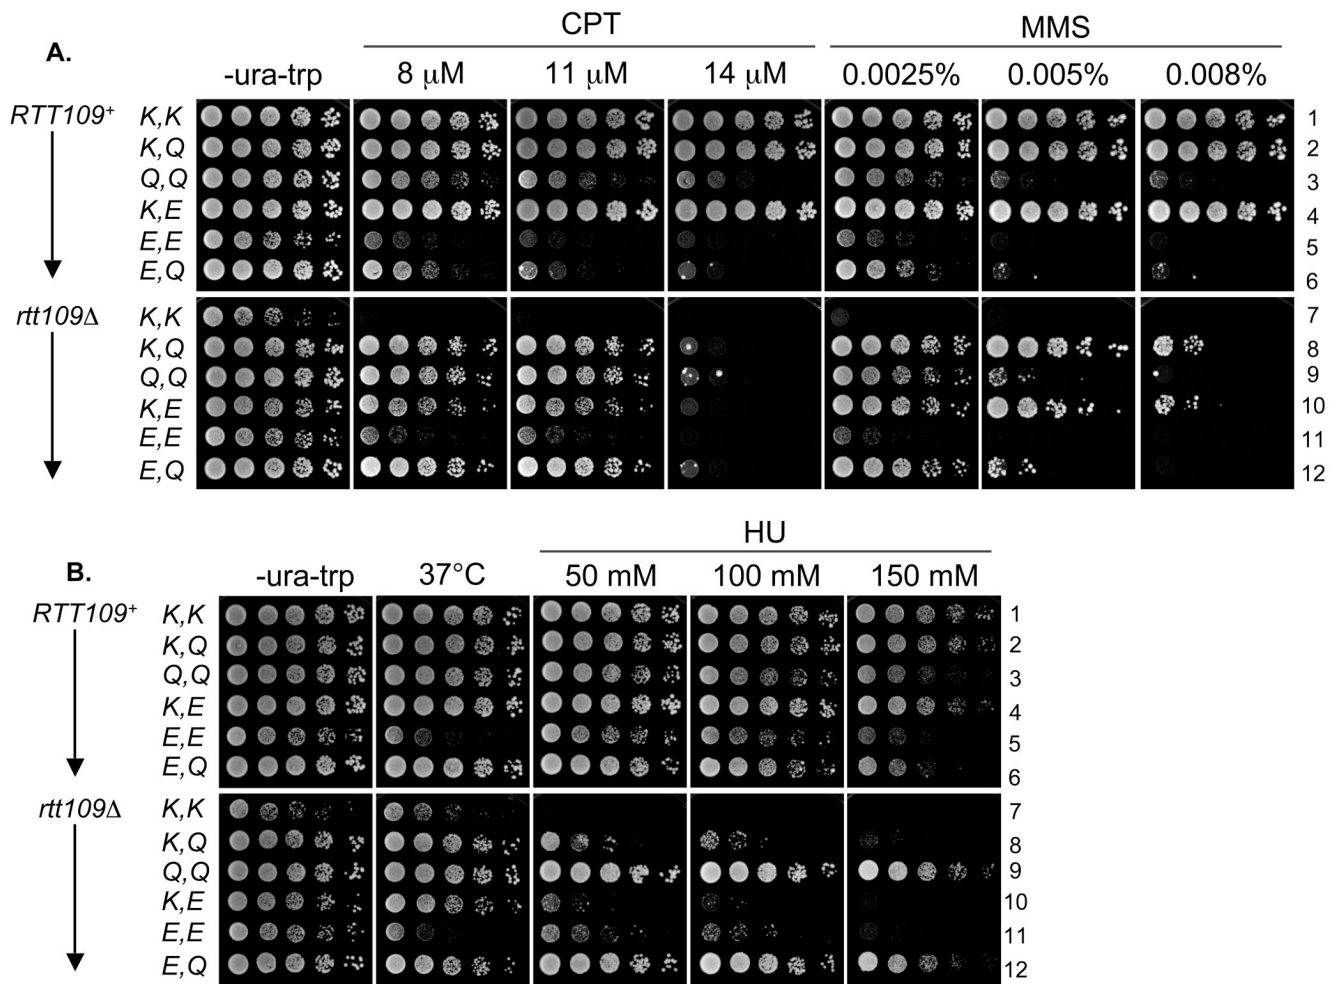 A.
CPT
MMS
-ura-trp 8 μM 11 μM 14 μM 0.0025% 0.005% 0.008%
RTT109⁺ K,K 1
K,Q 2
Q,Q 3
K,E 4
E,E 5
E,Q 6
rtt109Δ K,K 7
K,Q 8
Q,Q 9
K,E 10
E,E 11
E,Q 12
HU
B.
-ura-trp 37°C 50 mM 100 mM 150 mM
RTT109⁺ K,K 1
K,Q 2
Q,Q 3
K,E 4
E,E 5
E,Q 6
rtt109Δ K,K 7
K,Q 8
Q,Q 9
K,E 10
E,E 11
E,Q 12